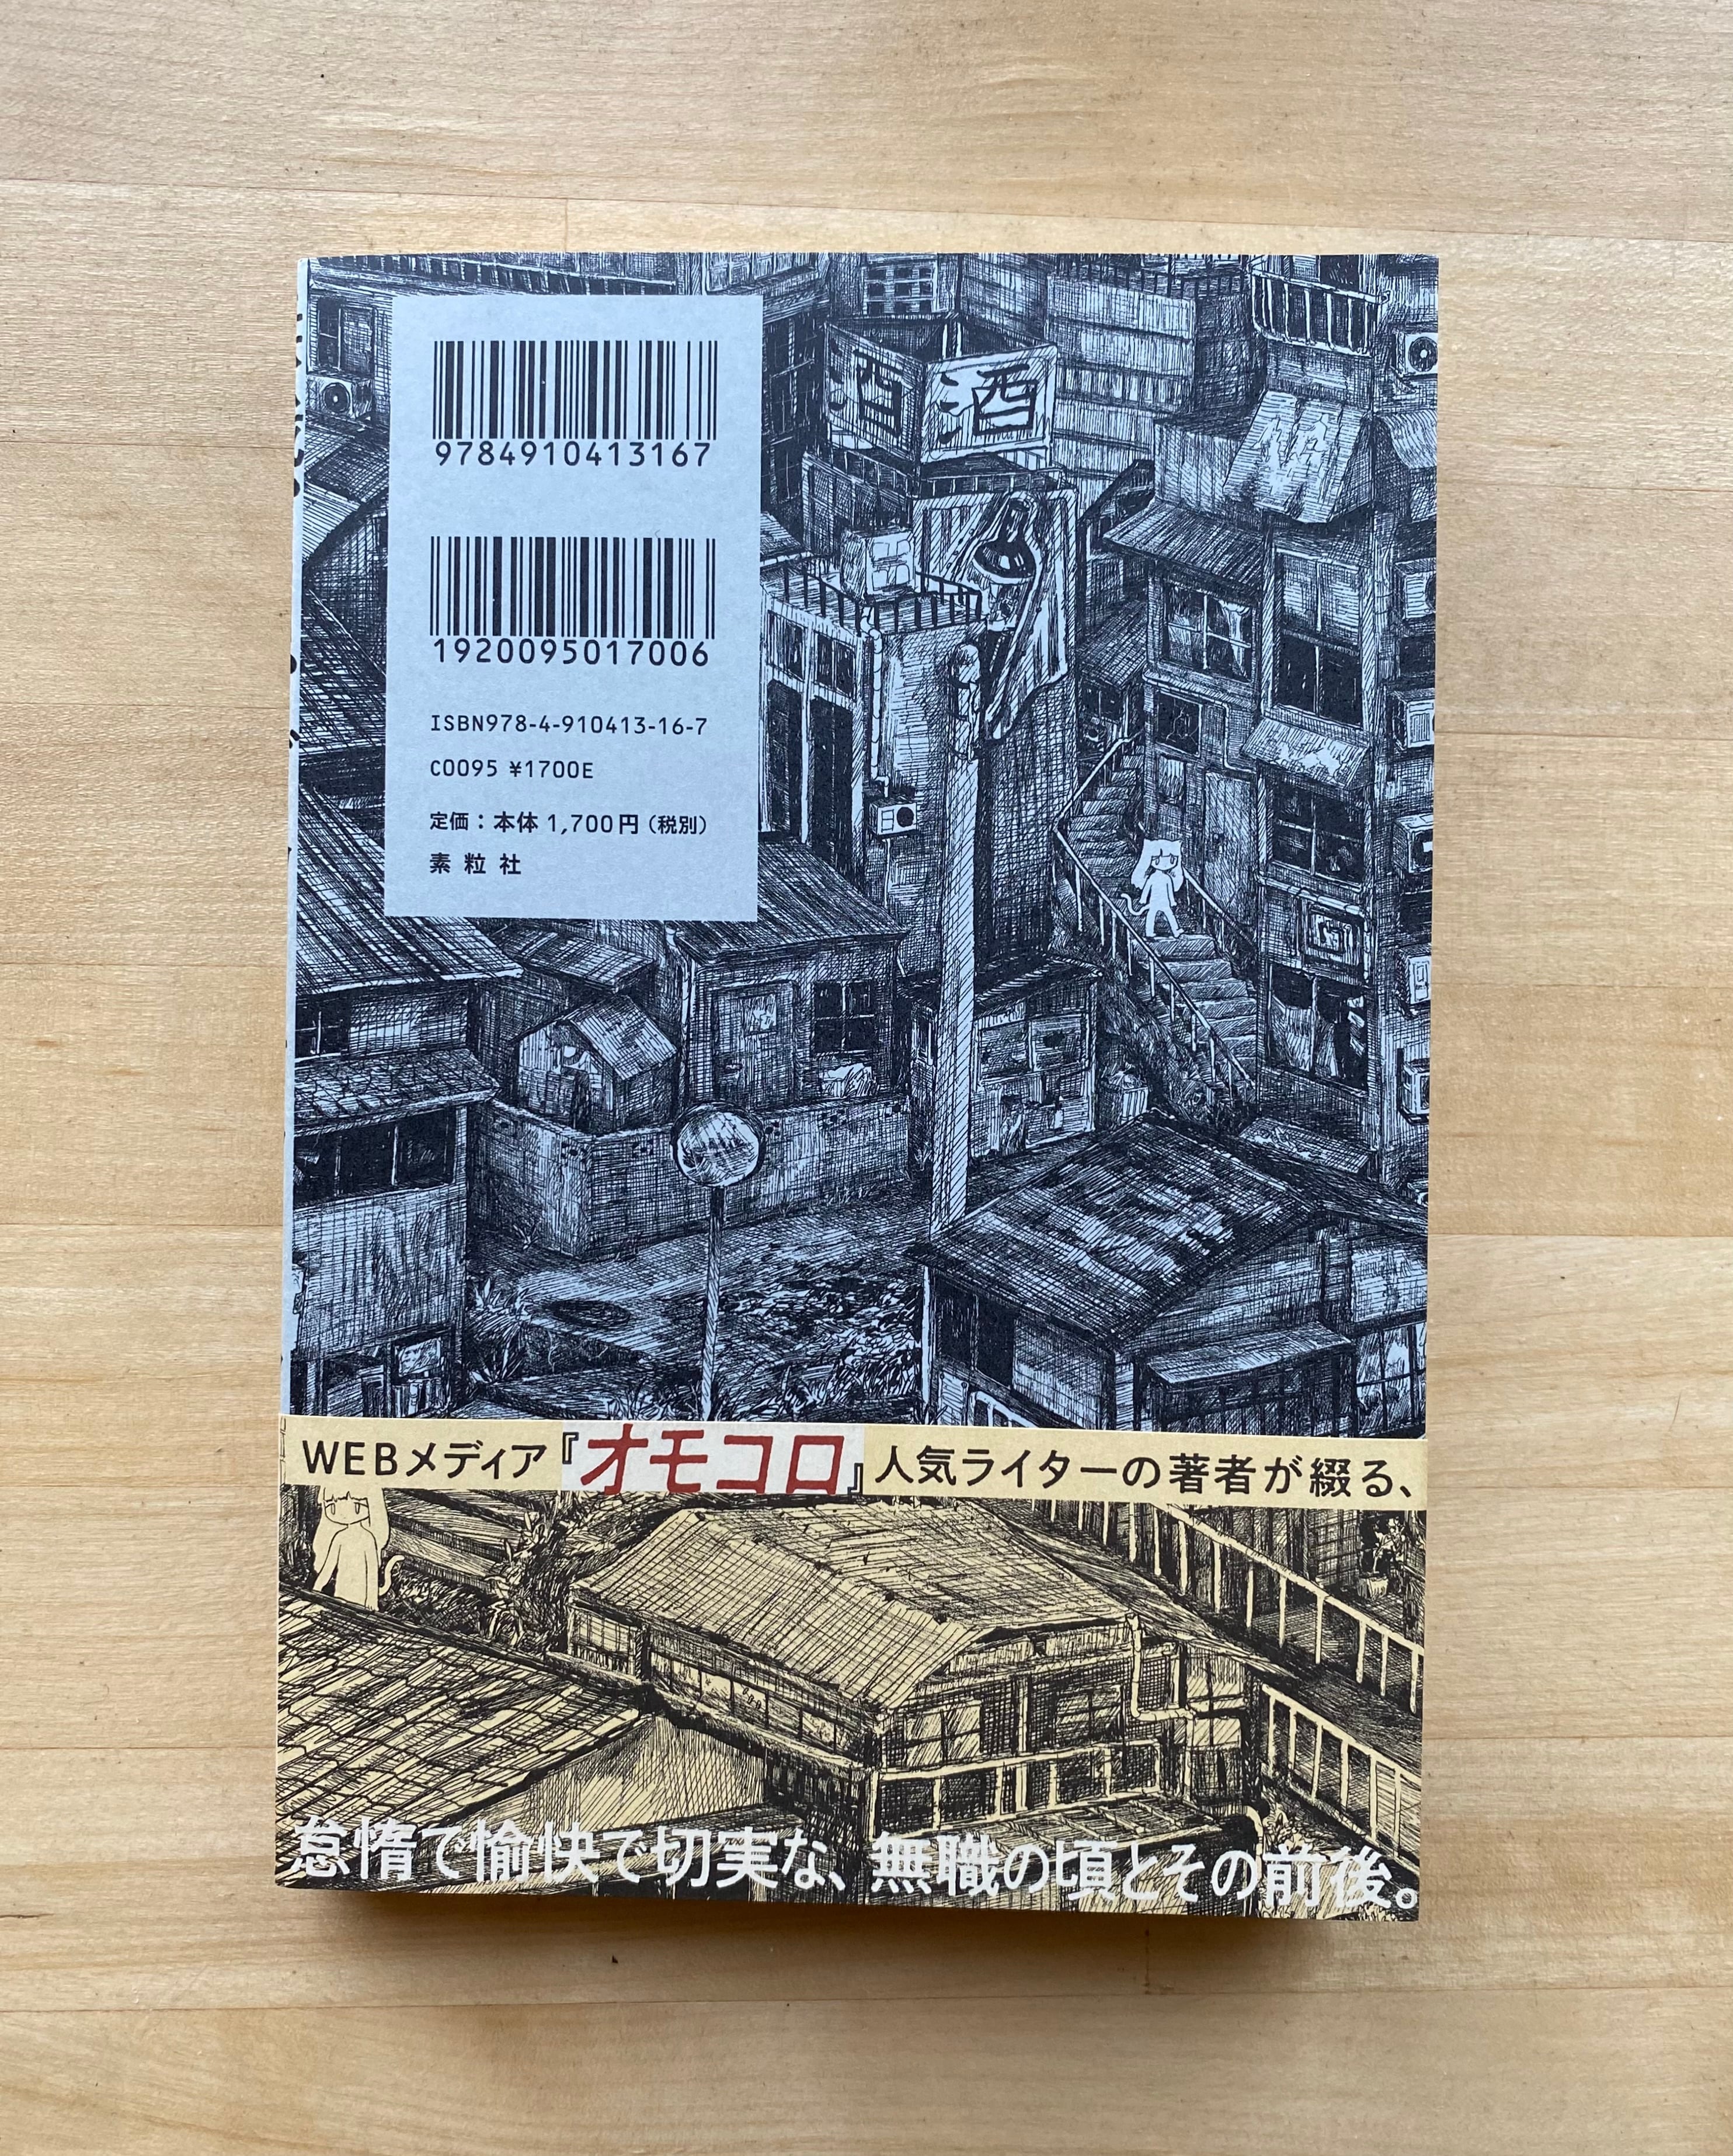 9784910413167
1920095017006
ISBN978-4-910413-16-7
C0095 ¥1700E
定価：本体 1,700円（税別）
素粒社
酒 酒
WEBメディア『オモコロ』人気ライターの著者が綴る、
怠惰で愉快で切実な、無職の頃とその前後。